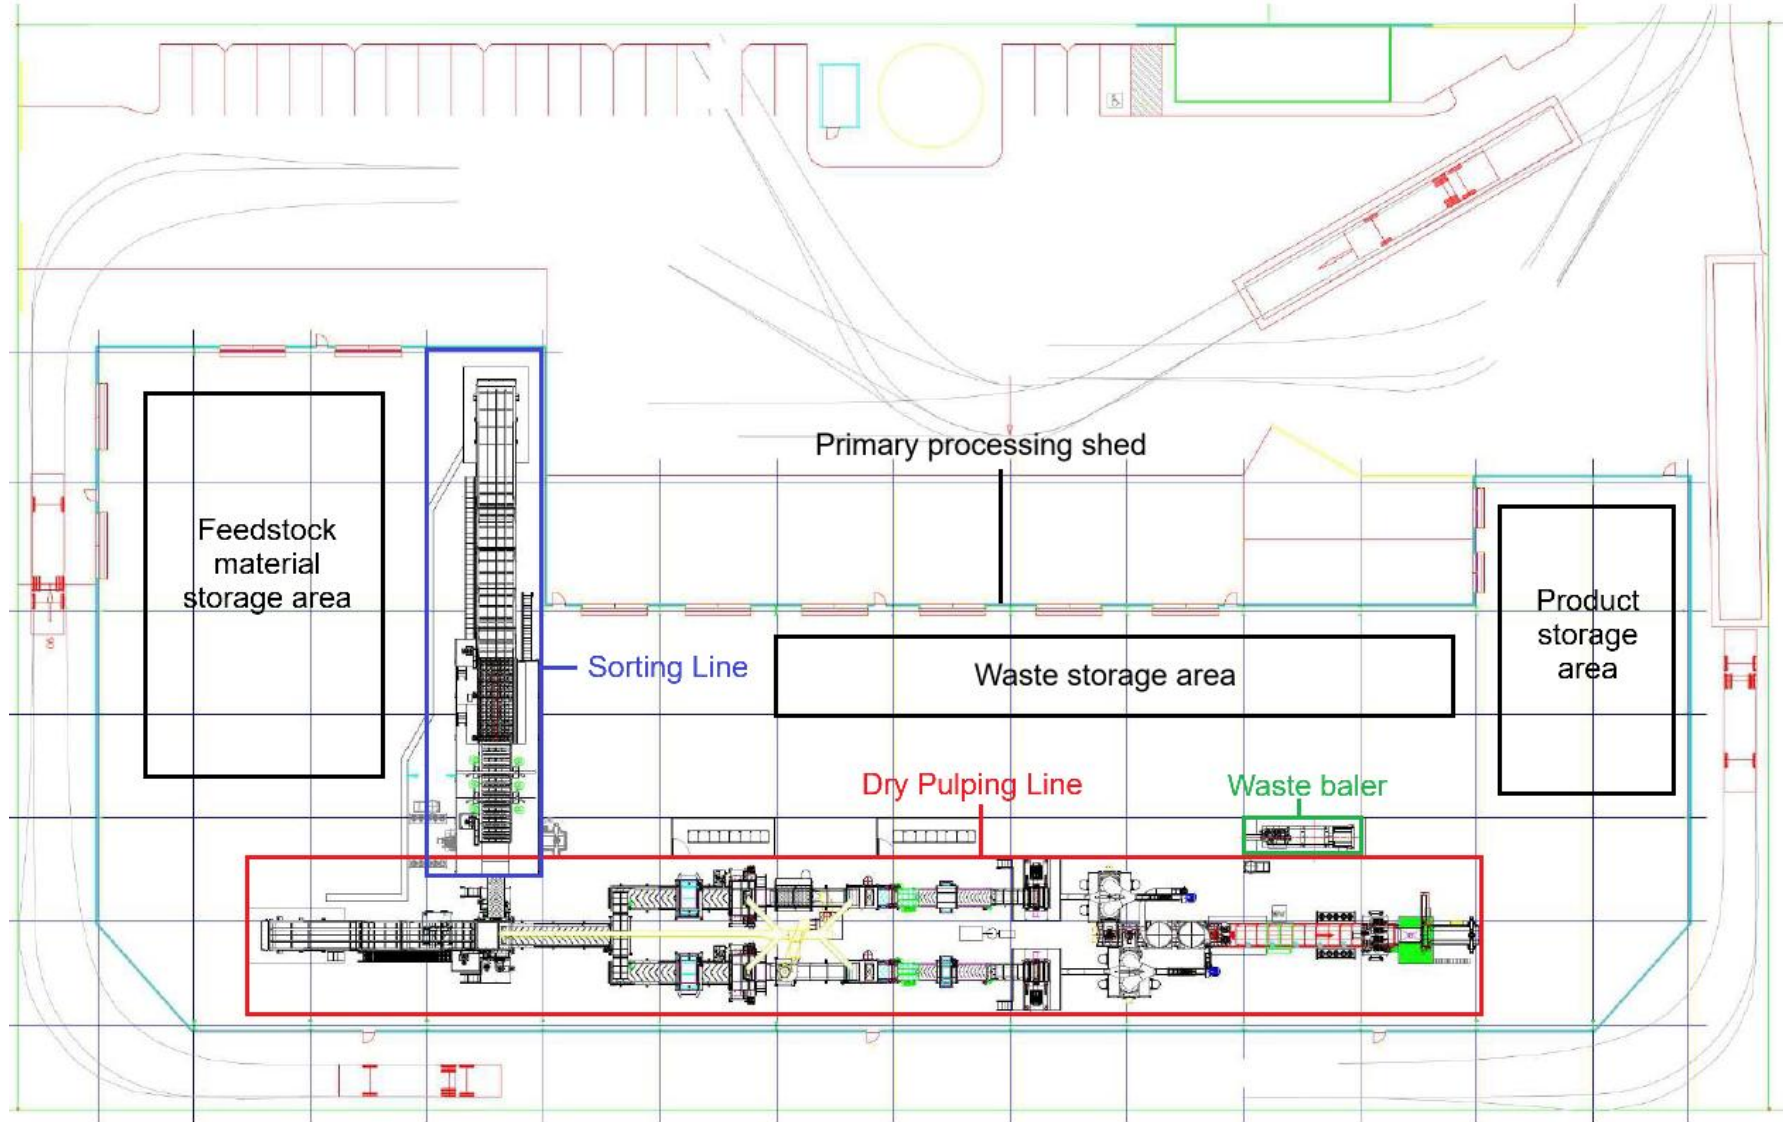 Primary processing shed
Feedstock
material
storage area
Sorting Line
Waste storage area
Product
storage
area
Dry Pulping Line
Waste baler